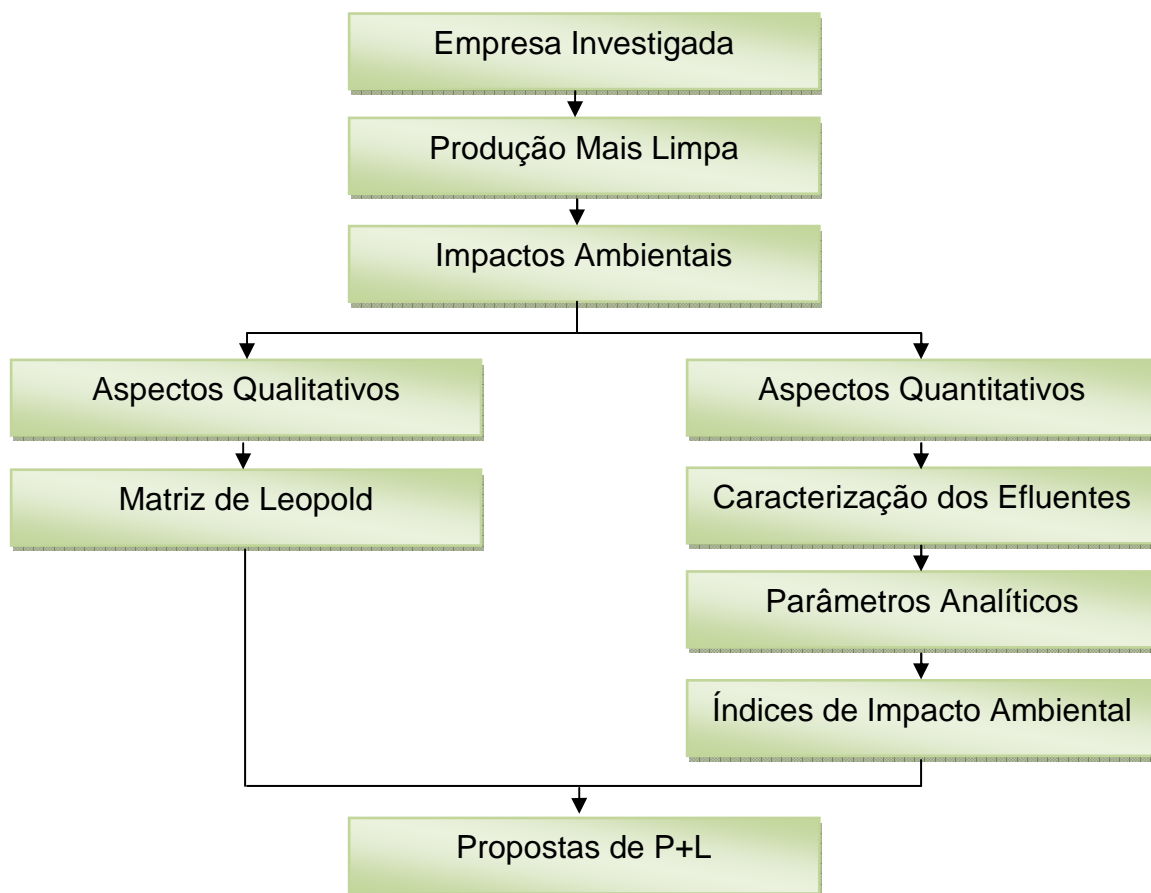 Empresa Investigada
Produção Mais Limpa
Impactos Ambientais
Aspectos Qualitativos
Aspectos Quantitativos
Matriz de Leopold
Caracterização dos Efluentes
Parâmetros Analíticos
Índices de Impacto Ambiental
Propostas de P+L